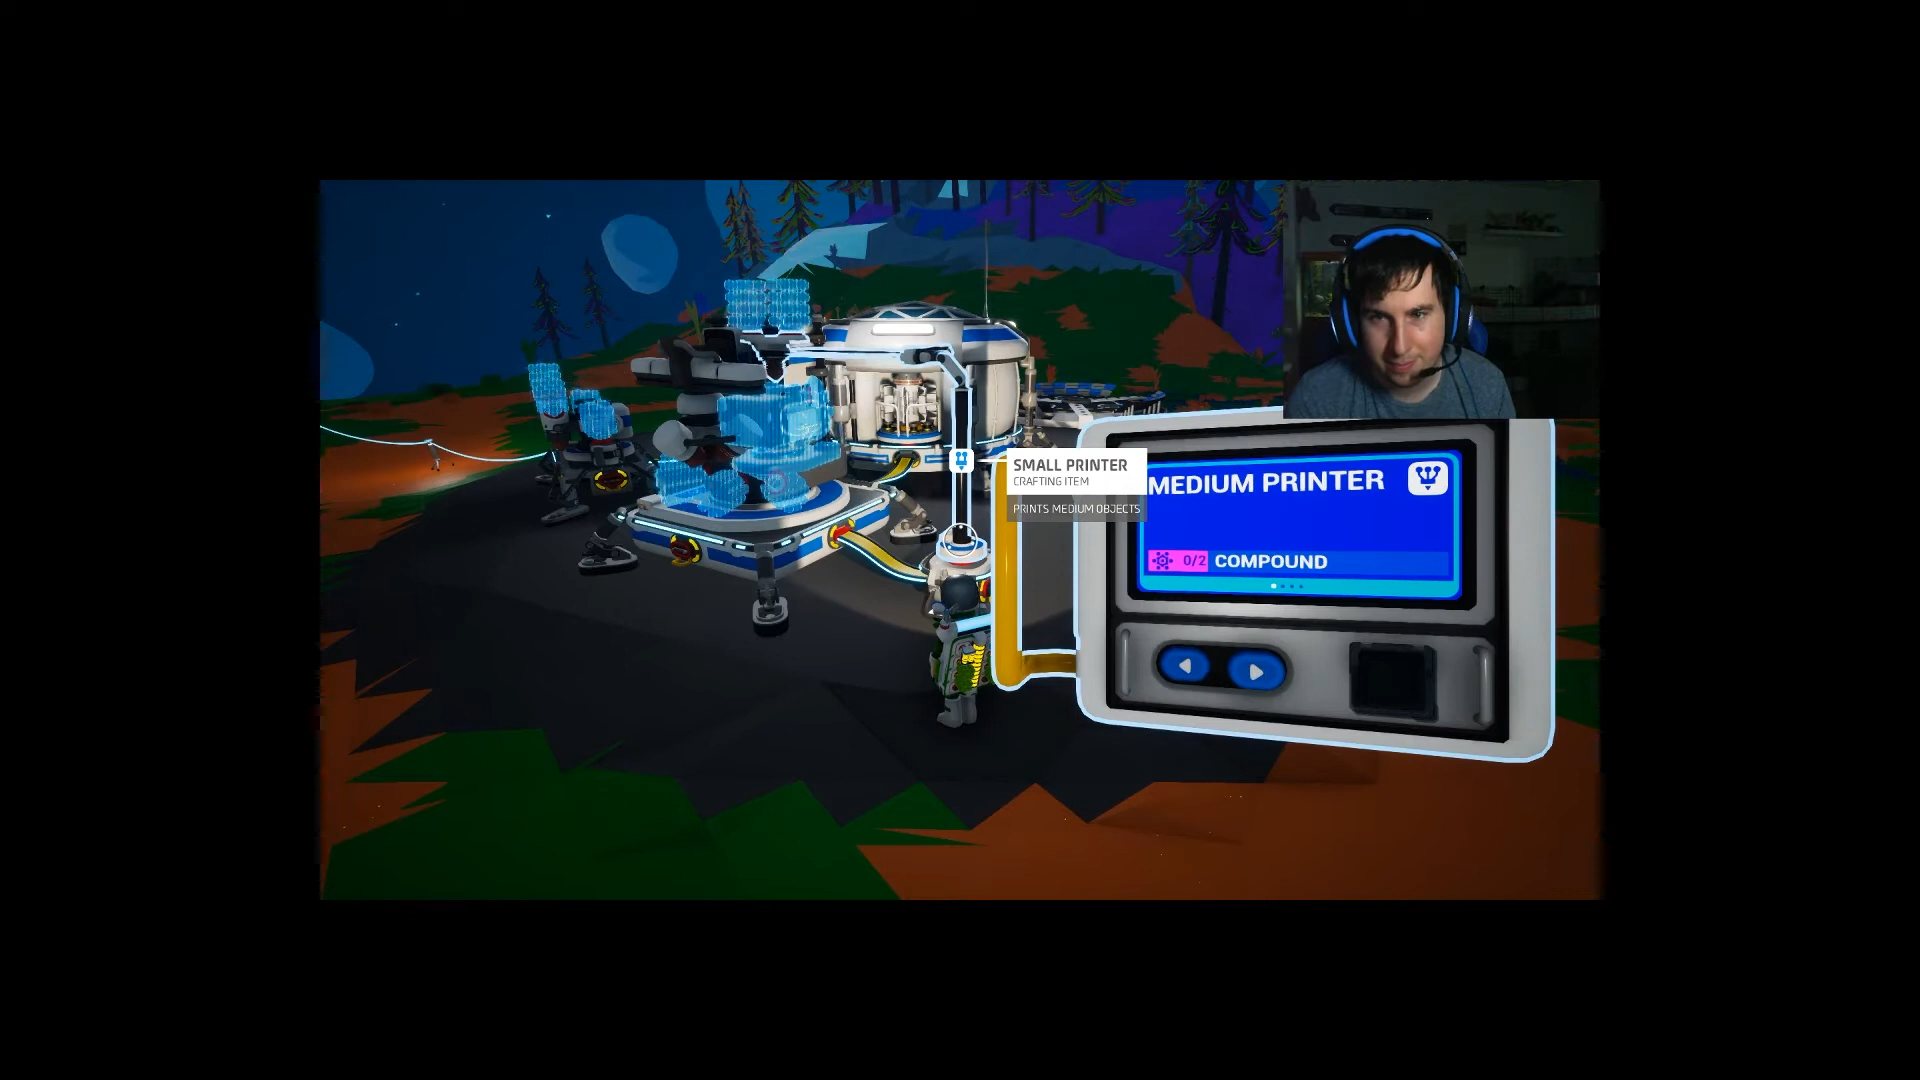 SMALL PRINTER
CRAFTING ITEM
PRINTS MEDIUM OBJECTS
MEDIUM PRINTER
0/2 COMPOUND